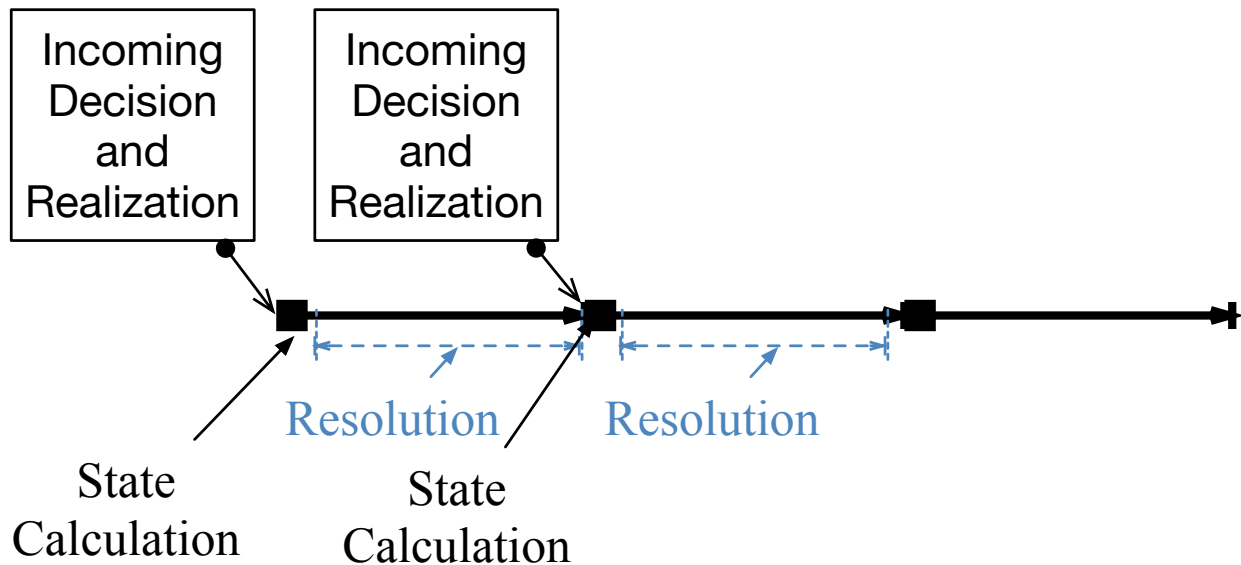 Incoming
Decision
and
Realization
Incoming
Decision
and
Realization
Resolution
Resolution
State
Calculation
State
Calculation